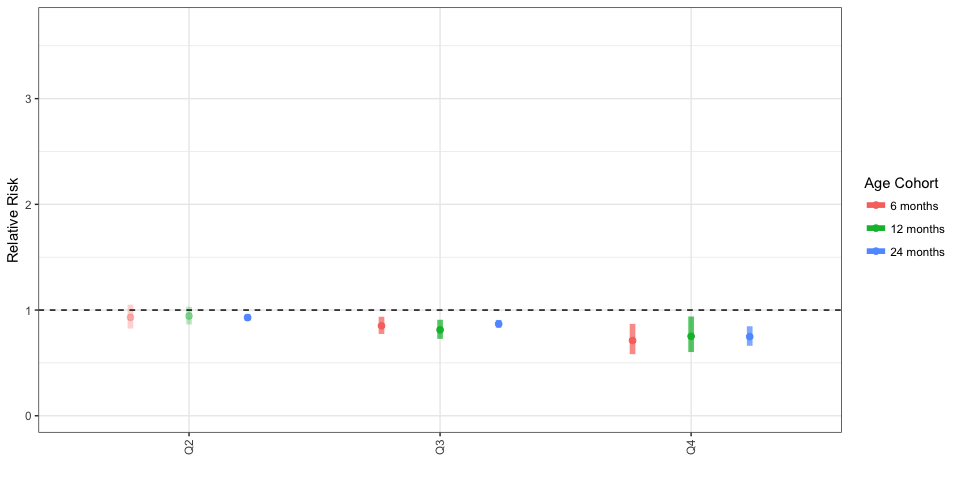 Relative Risk
3
2
1
0
Q2
Q3
Q4
Age Cohort
6 months
12 months
24 months